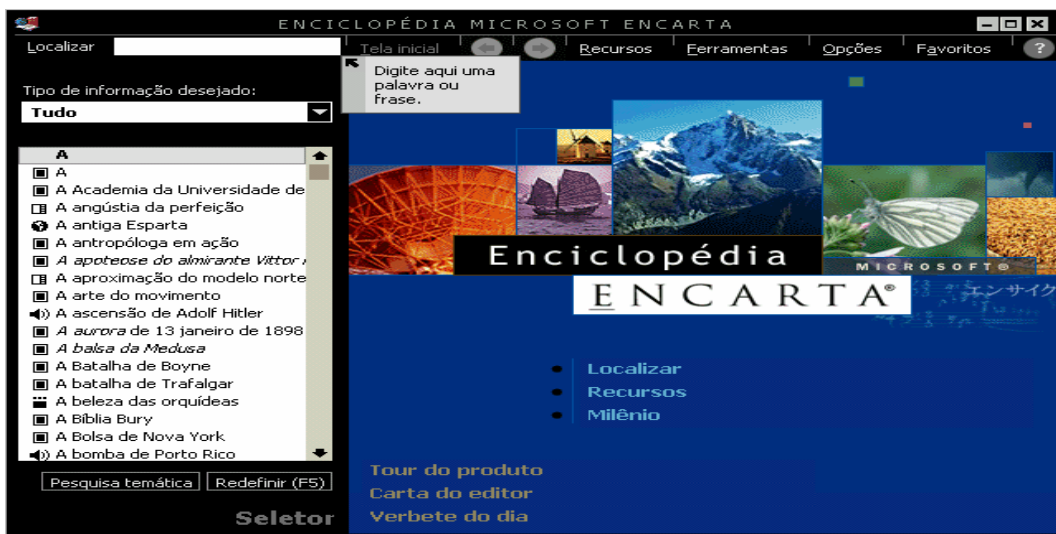 ENCICLOPÉDIA MICROSOFT ENCARTA
Localizar
Tela inicial Recursos Ferramentas Opções Favoritos ?
Digite aqui uma
palavra ou
frase.
Tipo de informação desejado:
Tudo
A
A
A Academia da Universidade de
A angústia da perfeição
A antiga Esparta
A antropóloga em ação
A apoteose do almirante Vittor
A aproximação do modelo norte
A arte do movimento
A ascensão de Adolf Hitler
A aurora de 13 janeiro de 1898
A balsa da Medusa
A Batalha de Boyne
A batalha de Trafalgar
A beleza das orquídeas
A Bíblia Bury
A Bolsa de Nova York
A bomba de Porto Rico
Pesquisa temática Redefinir (F5)
Seletor
Enciclopédia
MICROSOFT®
ENCARTA®
エンサイク
Localizar
Recursos
Milênio
Tour do produto
Carta do editor
Verbete do dia